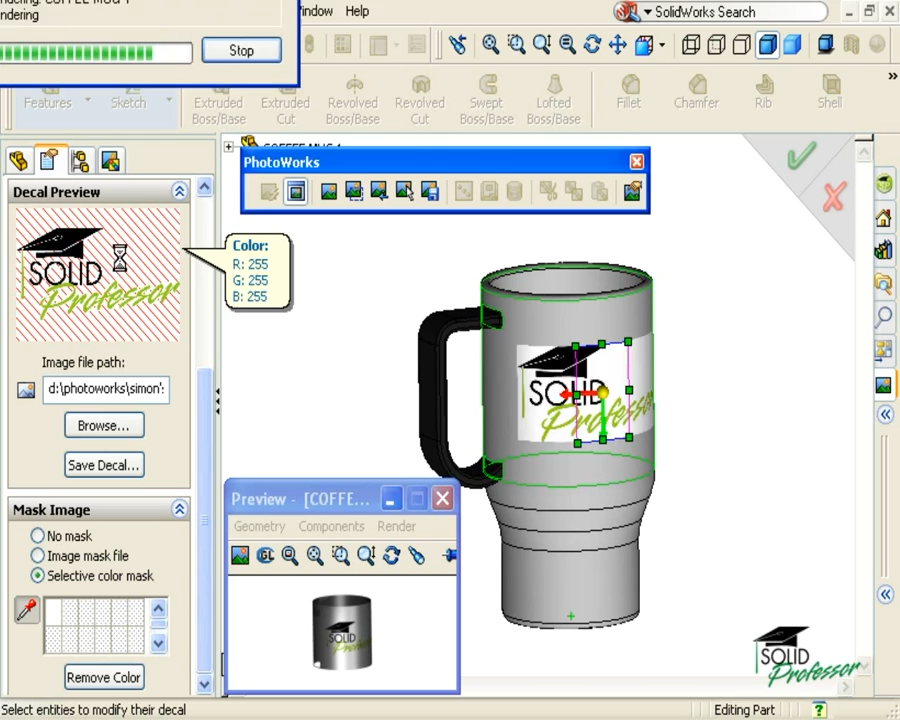 ndering
Stop
Window Help
SolidWorks Search
Features
Sketch
Extruded Boss/Base
Extruded Cut
Revolved Boss/Base
Revolved Cut
Swept Boss/Base
Lofted Boss/Base
Fillet
Chamfer
Rib
Shell
PhotoWorks
Decal Preview
SOLID
Professor
Color:
R: 255
G: 255
B: 255
Image file path:
d:\photoworks\simon':
Browse...
Save Decal...
Mask Image
No mask
Image mask file
Selective color mask
Remove Color
SOLID
Professor
Preview - [COFFE...
Geometry Components Render
GL
SOLID
SOLID
Professor
Select entities to modify their decal
Editing Part